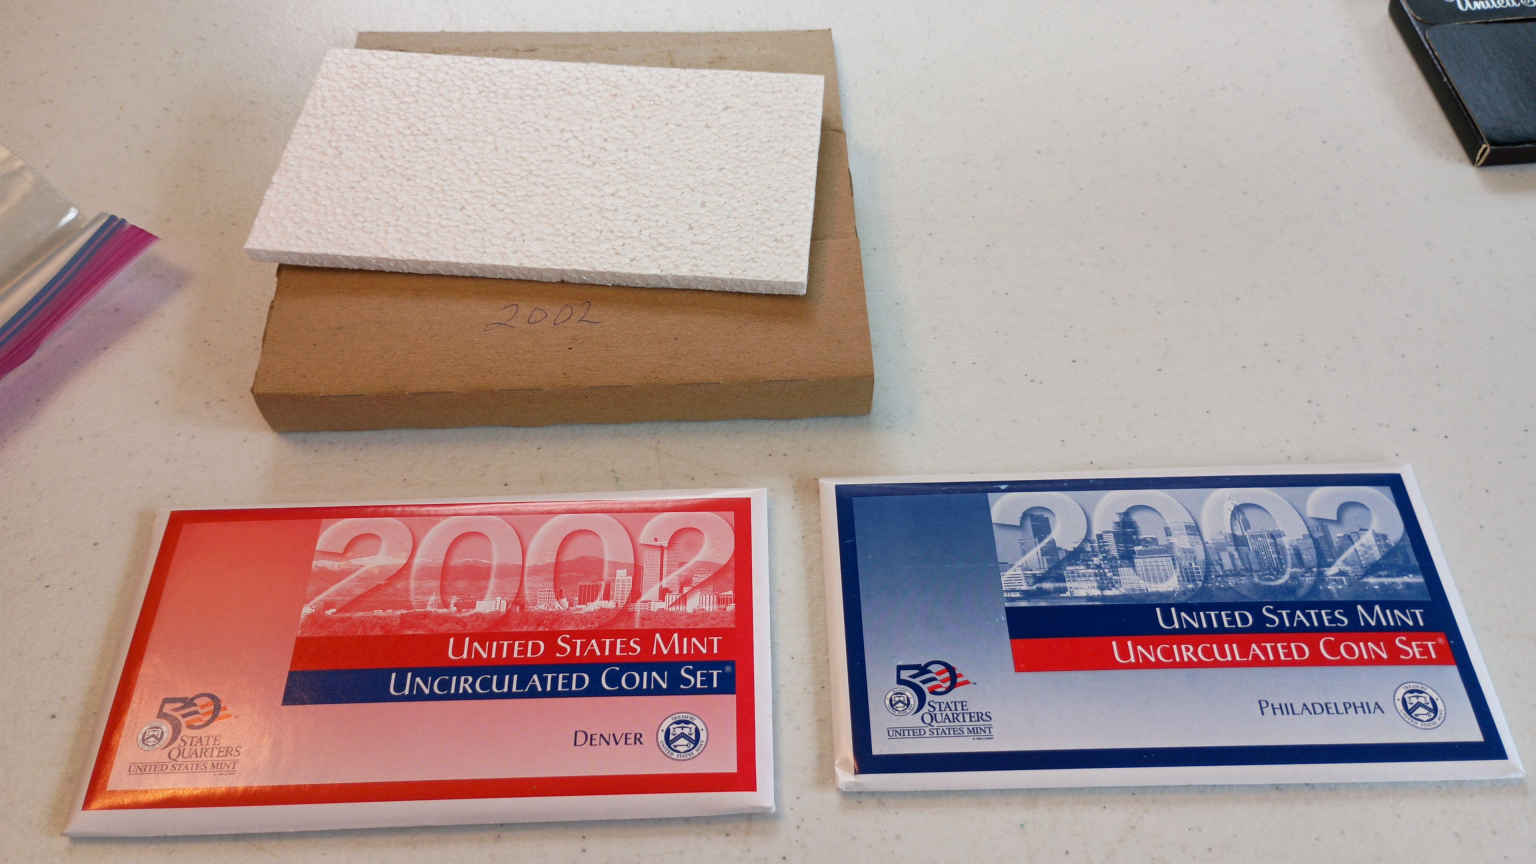 United S
2002
2002
UNITED STATES MINT
UNCIRCULATED COIN SET®
50
STATE
QUARTERS
UNITED STATES MINT
DENVER
2002
UNITED STATES MINT
UNCIRCULATED COIN SET®
50
STATE
QUARTERS
UNITED STATES MINT
PHILADELPHIA